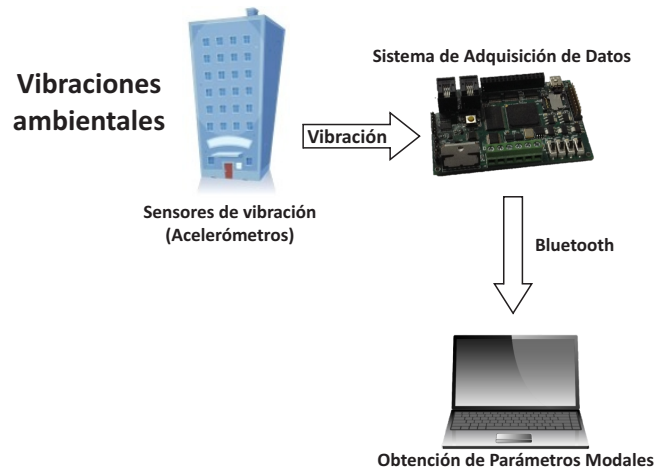 Vibraciones
ambientales
Sistema de Adquisición de Datos
Vibración
Sensores de vibración
(Acelerómetros)
Bluetooth
Obtención de Parámetros Modales